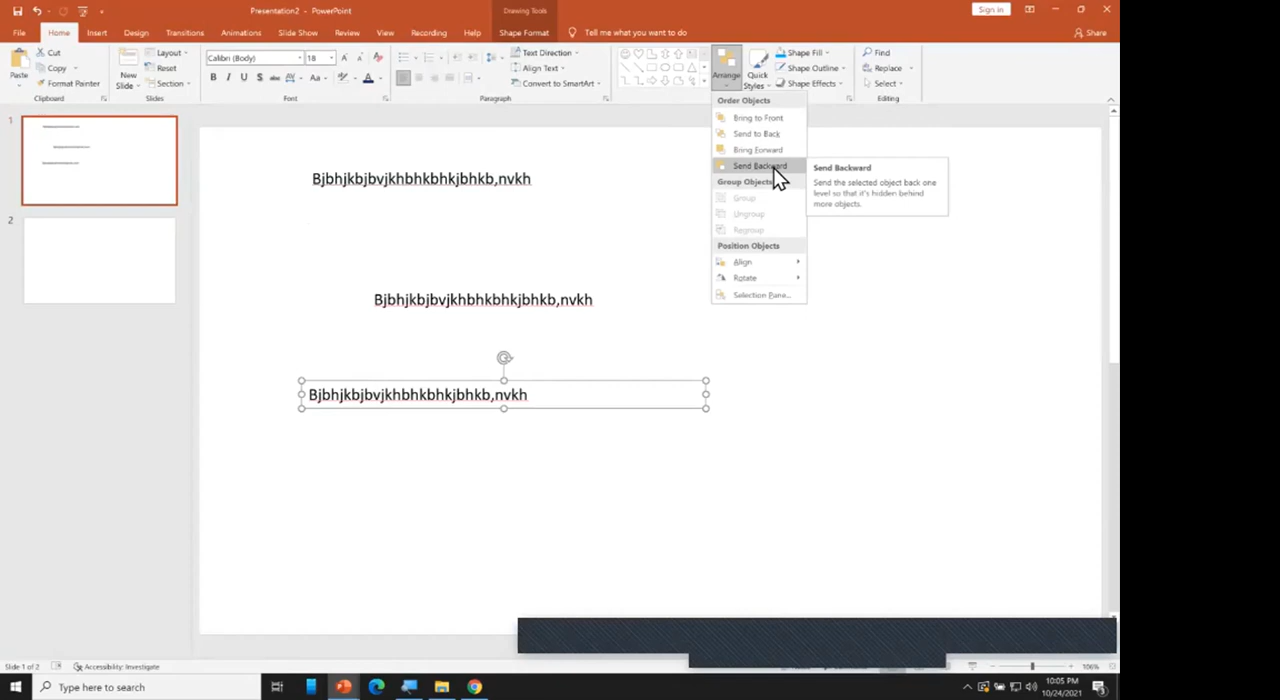 Presentation2 - PowerPoint
Drawing Tools
Sign in
File Home Insert Design Transitions Animations Slide Show Review View Recording Help Shape Format Tell me what you want to do Share
Paste
Cut
Copy
Format Painter
Clipboard
New Slide
Layout
Reset
Section
Slides
Calibri (Body) 18
B I U S abc AV Aa A
Font
Text Direction
Align Text
Convert to SmartArt
Paragraph
Arrange
Quick Styles
Shape Fill
Shape Outline
Shape Effects
Find
Replace
Select
Editing
Order Objects
Bring to Front
Send to Back
Bring Forward
Send Backward
Group Objects
Group
Ungroup
Regroup
Position Objects
Align
Rotate
Selection Pane...
Send Backward
Send the selected object back one
level so that it's hidden behind
more objects.
1
2
Bjbhjkbjbvjkhbhkbhkjbhkb,nvkh
Bjbhjkbjbvjkhbhkbhkjbhkb,nvkh
Bjbhjkbjbvjkhbhkbhkjbhkb,nvkh
Slide 1 of 2 Accessibility: Investigate 106%
Type here to search
10:05 PM
10/24/2021